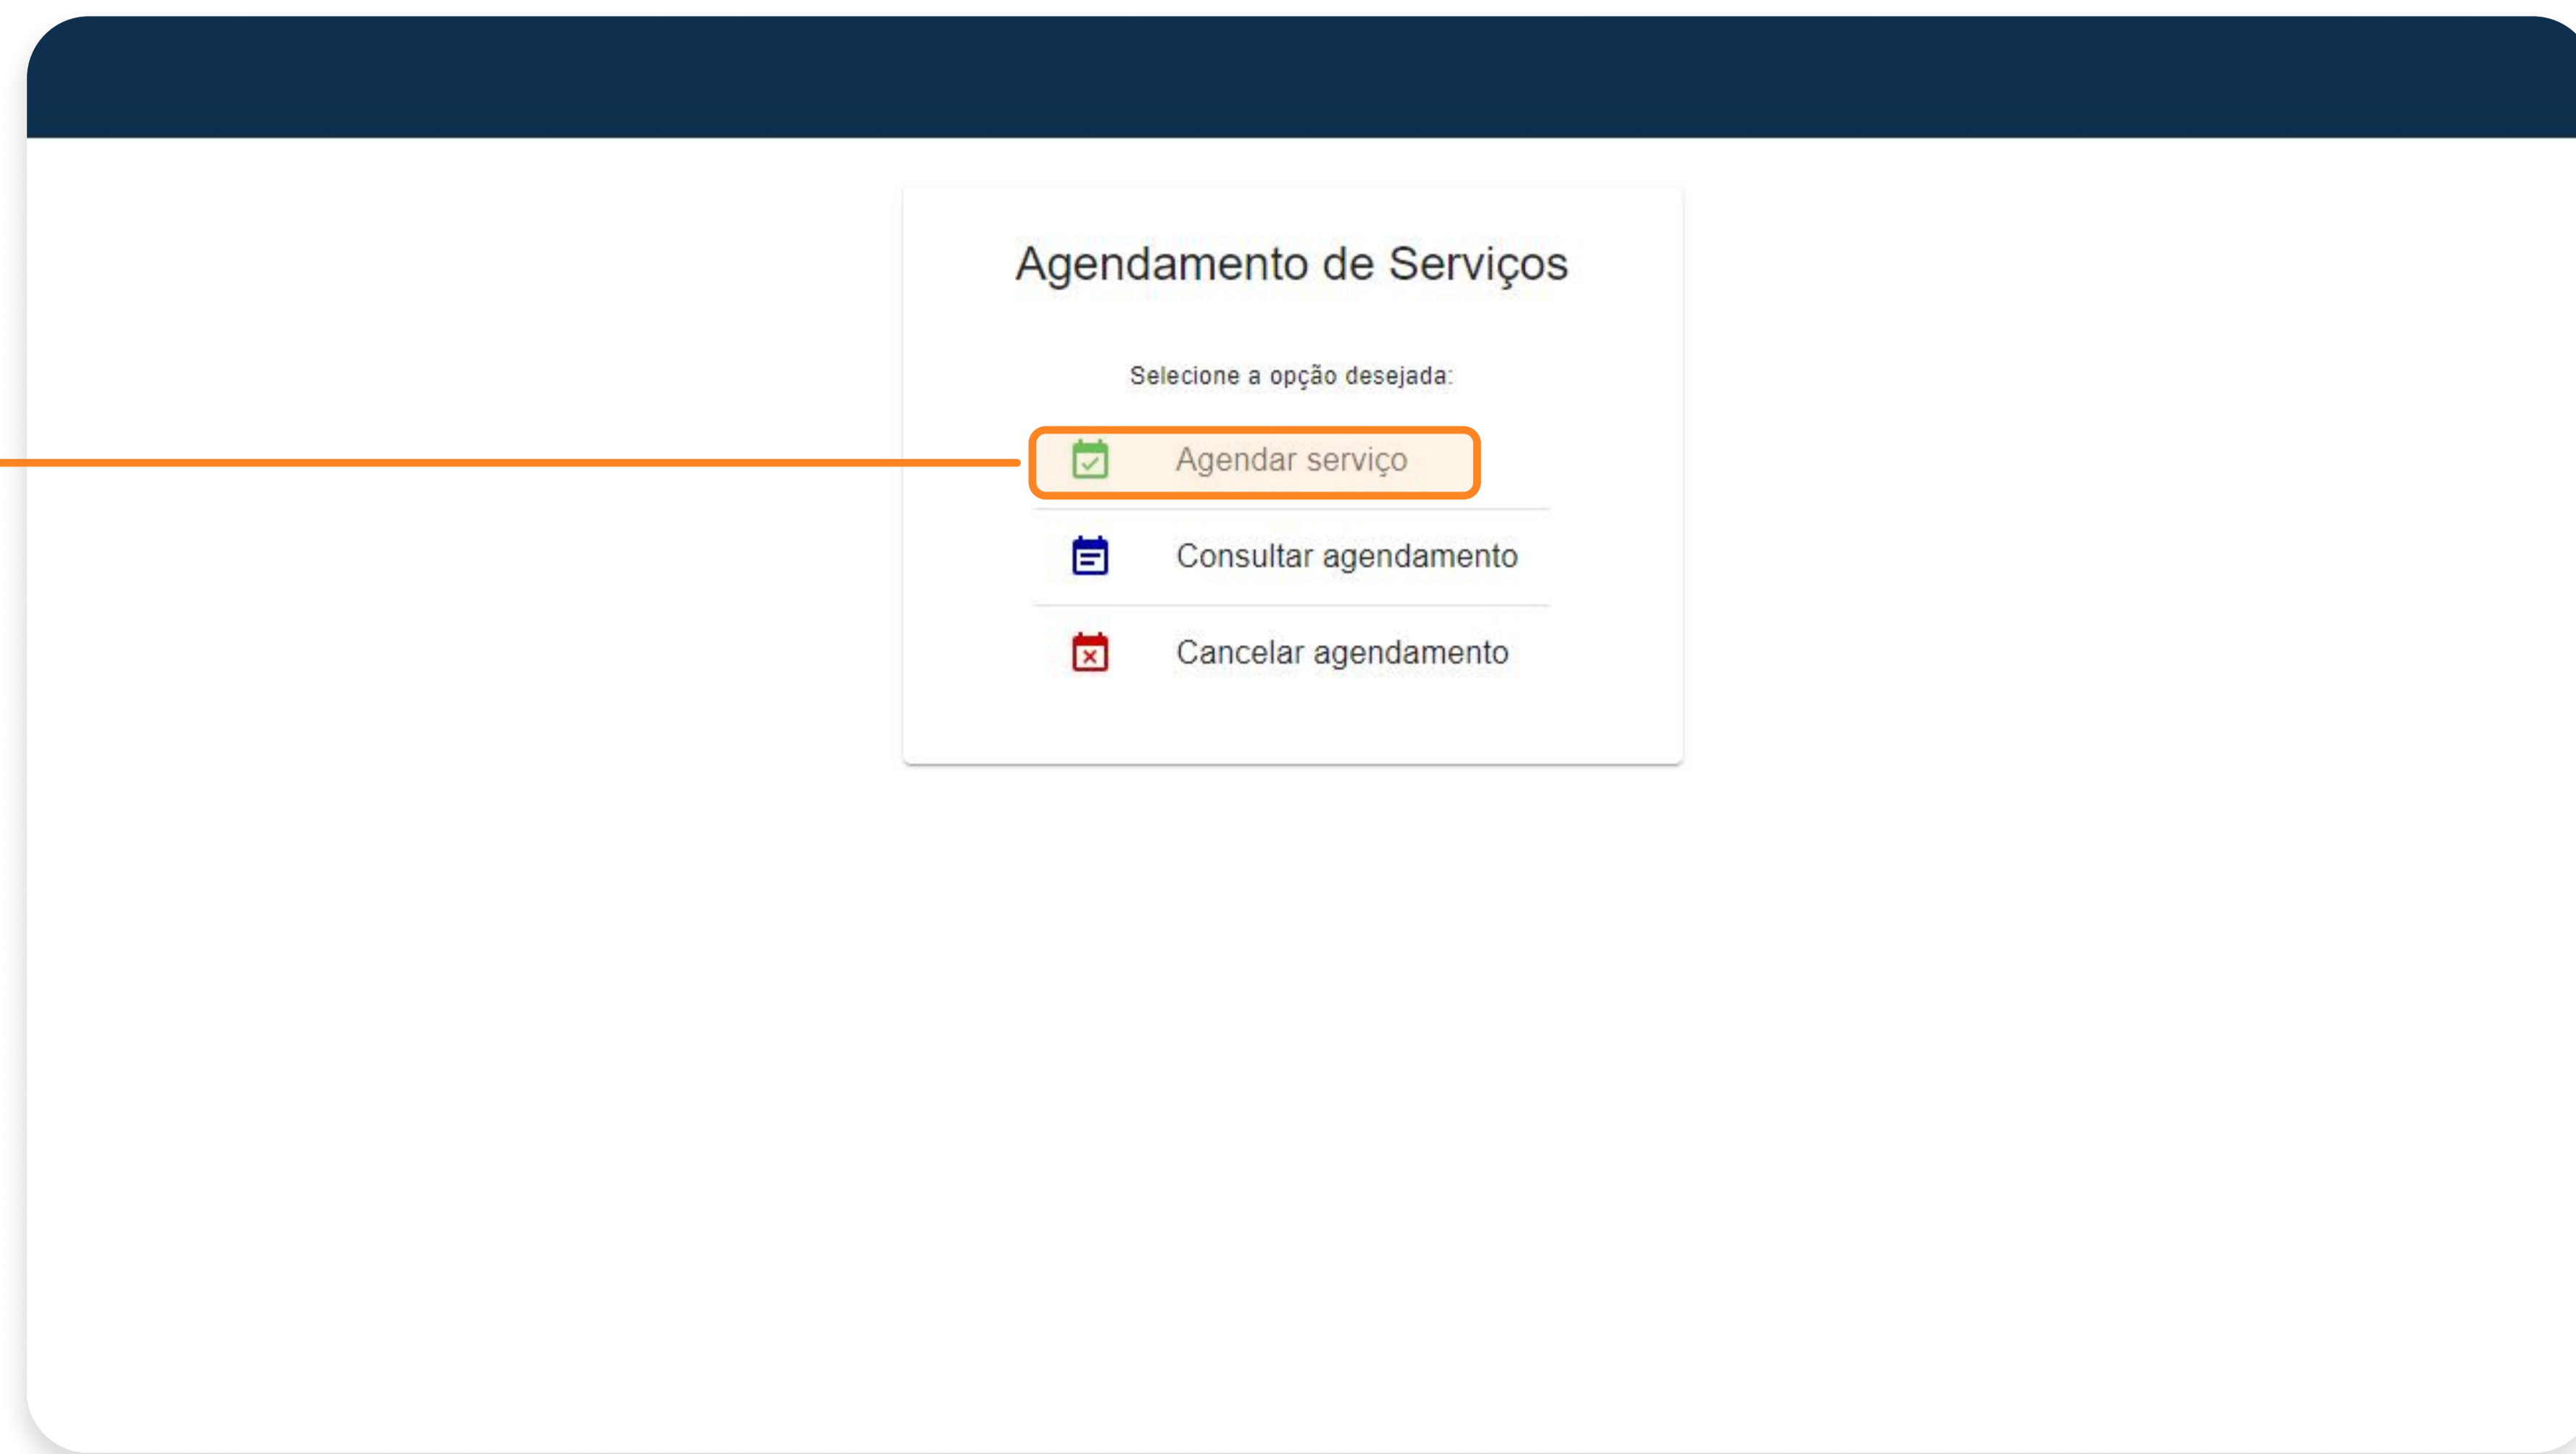 Agendamento de Serviços
Selecione a opção desejada:
Agendar serviço
Consultar agendamento
Cancelar agendamento